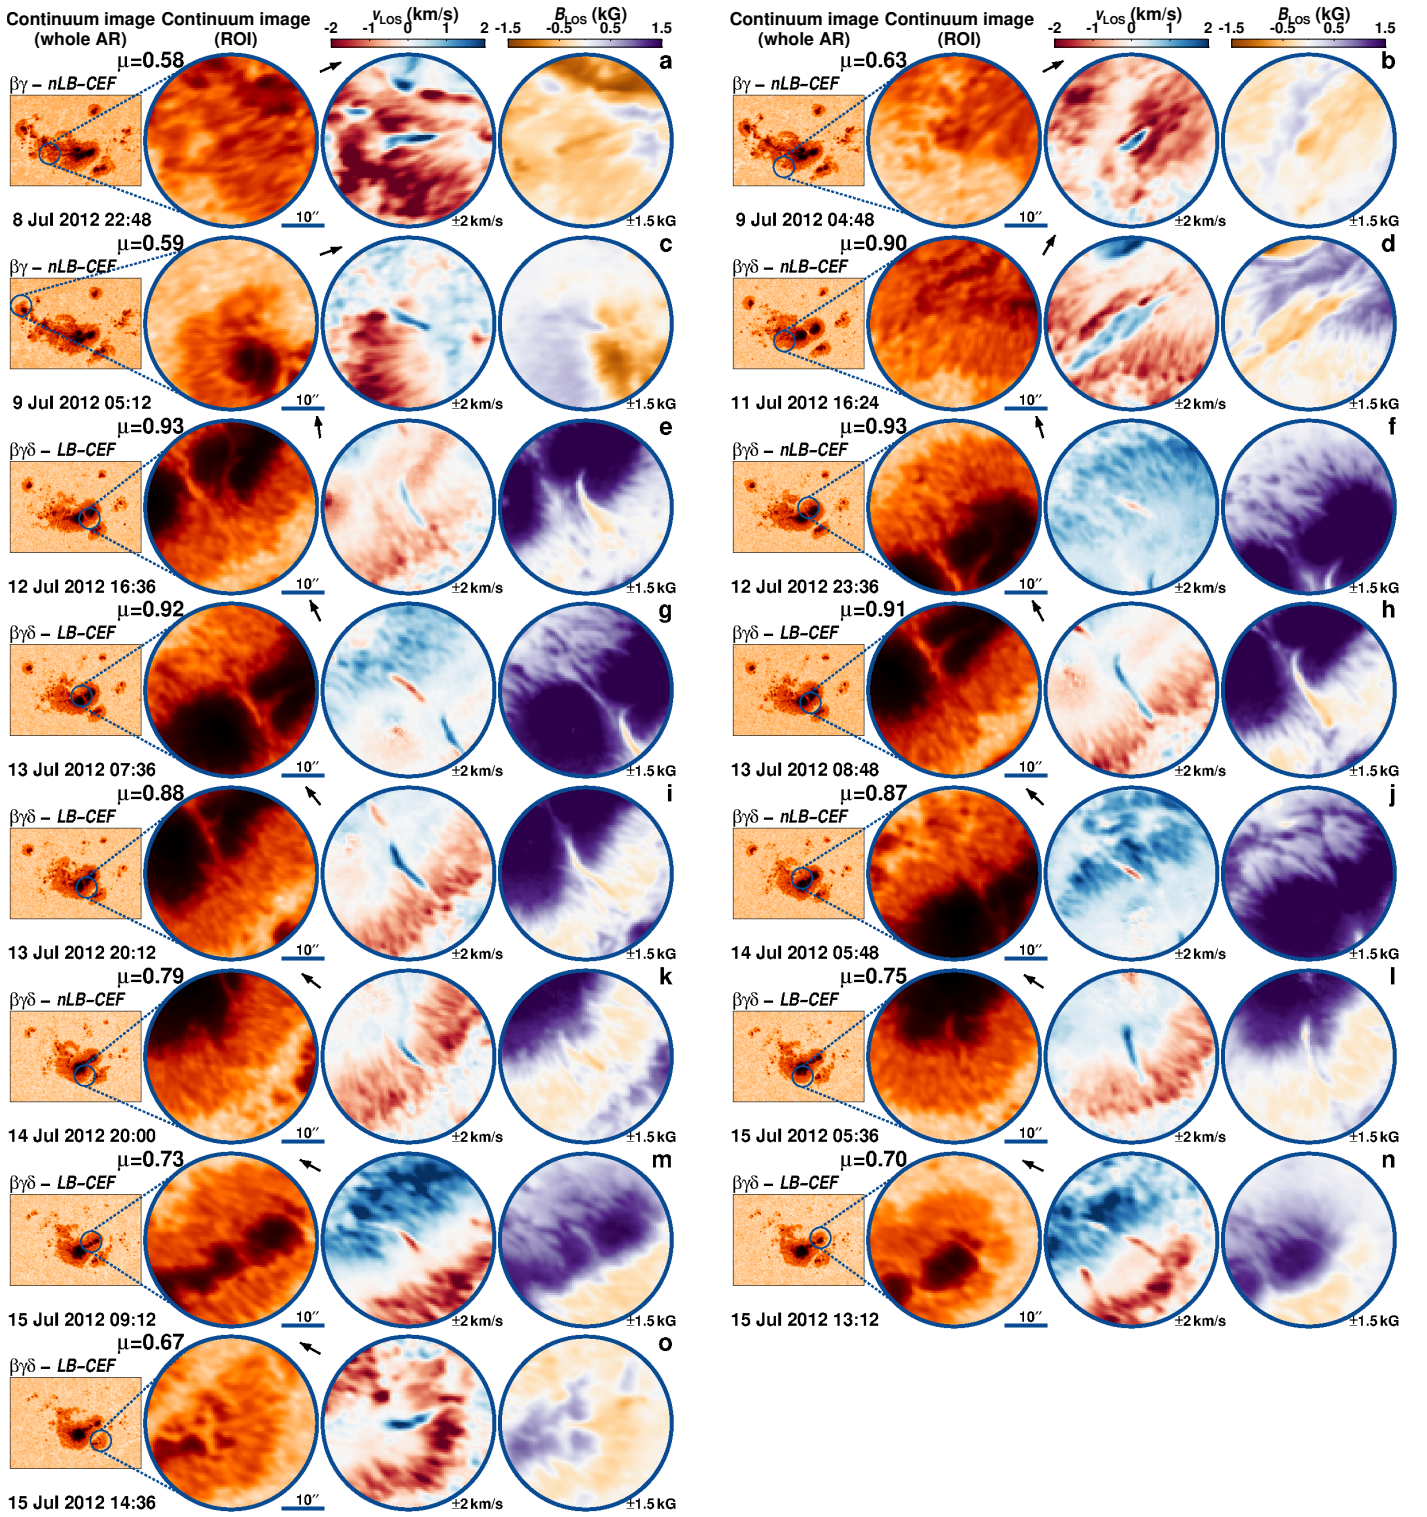 Continuum image Continuum image v_LOS (km/s) B_LOS (kG)
(whole AR) (ROI) -2 -1 0 1 2 -1.5 -0.5 0.5 1.5
μ=0.58 a
βγ – nLB–CEF
8 Jul 2012 22:48 10″ ±2 km/s ±1.5 kG
Continuum image Continuum image v_LOS (km/s) B_LOS (kG)
(whole AR) (ROI) -2 -1 0 1 2 -1.5 -0.5 0.5 1.5
μ=0.63 b
βγ – nLB–CEF
9 Jul 2012 04:48 10″ ±2 km/s ±1.5 kG
μ=0.59 c
βγ – nLB–CEF
9 Jul 2012 05:12 10″ ±2 km/s ±1.5 kG
μ=0.90 d
βγδ – nLB–CEF
11 Jul 2012 16:24 10″ ±2 km/s ±1.5 kG
μ=0.93 e
βγδ – LB–CEF
12 Jul 2012 16:36 10″ ±2 km/s ±1.5 kG
μ=0.93 f
βγδ – nLB–CEF
12 Jul 2012 23:36 10″ ±2 km/s ±1.5 kG
μ=0.92 g
βγδ – LB–CEF
13 Jul 2012 07:36 10″ ±2 km/s ±1.5 kG
μ=0.91 h
βγδ – LB–CEF
13 Jul 2012 08:48 10″ ±2 km/s ±1.5 kG
μ=0.88 i
βγδ – LB–CEF
13 Jul 2012 20:12 10″ ±2 km/s ±1.5 kG
μ=0.87 j
βγδ – nLB–CEF
14 Jul 2012 05:48 10″ ±2 km/s ±1.5 kG
μ=0.79 k
βγδ – nLB–CEF
14 Jul 2012 20:00 10″ ±2 km/s ±1.5 kG
μ=0.75 l
βγδ – LB–CEF
15 Jul 2012 05:36 10″ ±2 km/s ±1.5 kG
μ=0.73 m
βγδ – LB–CEF
15 Jul 2012 09:12 10″ ±2 km/s ±1.5 kG
μ=0.70 n
βγδ – LB–CEF
15 Jul 2012 13:12 10″ ±2 km/s ±1.5 kG
μ=0.67 o
βγδ – LB–CEF
15 Jul 2012 14:36 10″ ±2 km/s ±1.5 kG